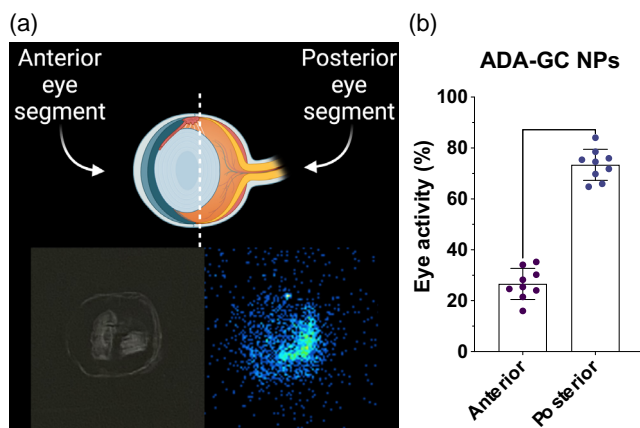 (a)
Anterior
eye
segment
Posterior
eye
segment
(b)
ADA-GC NPs
Eye activity (%)
100
80
60
40
20
0
Anterior
Posterior